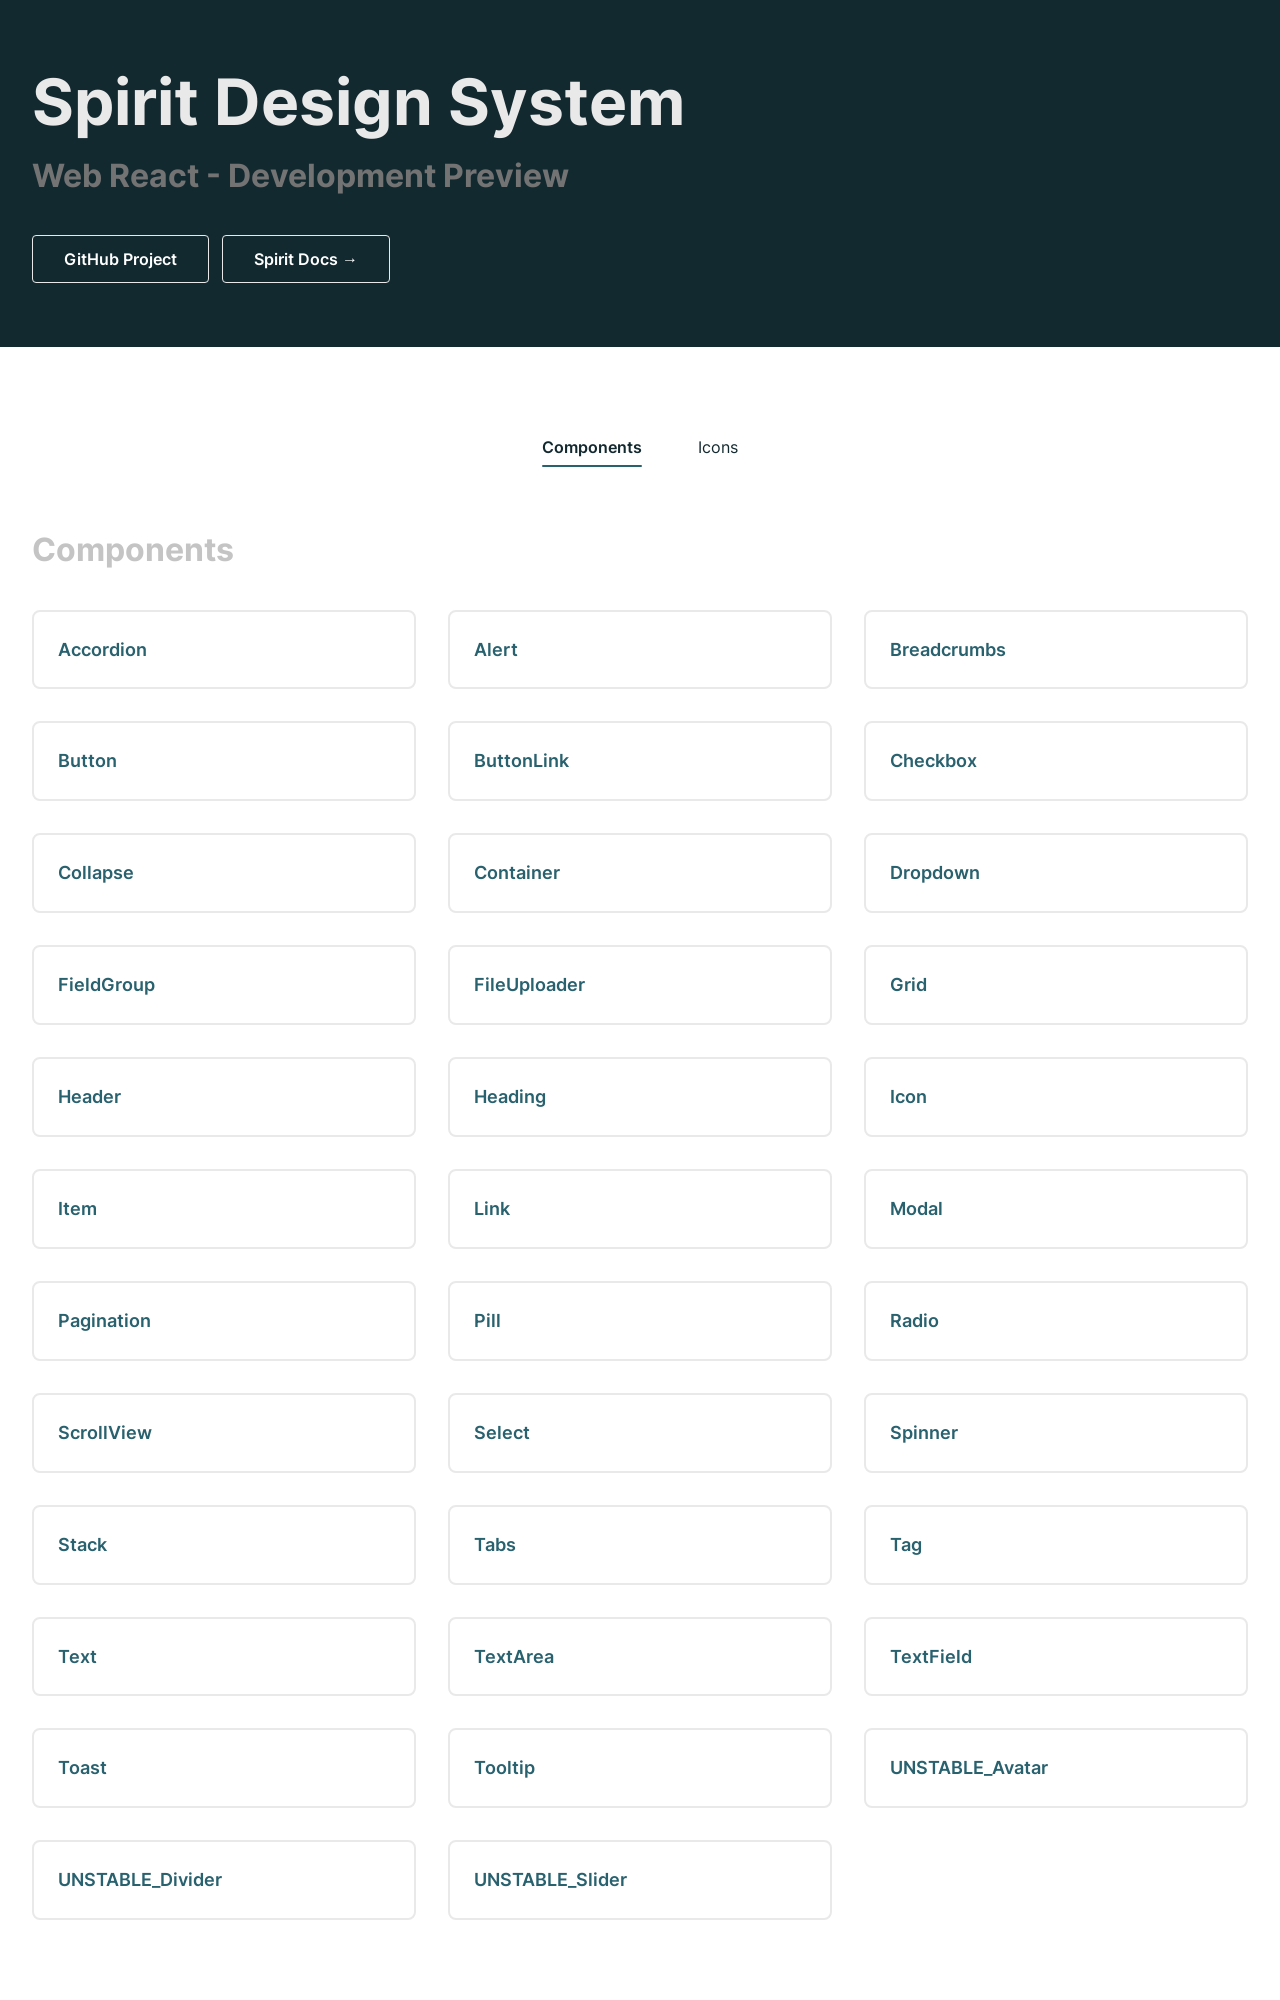 Spirit Design System
Web React - Development Preview
GitHub Project
Spirit Docs →
Components
Icons
Components
Accordion
Alert
Breadcrumbs
Button
ButtonLink
Checkbox
Collapse
Container
Dropdown
FieldGroup
FileUploader
Grid
Header
Heading
Icon
Item
Link
Modal
Pagination
Pill
Radio
ScrollView
Select
Spinner
Stack
Tabs
Tag
Text
TextArea
TextField
Toast
Tooltip
UNSTABLE_Avatar
UNSTABLE_Divider
UNSTABLE_Slider